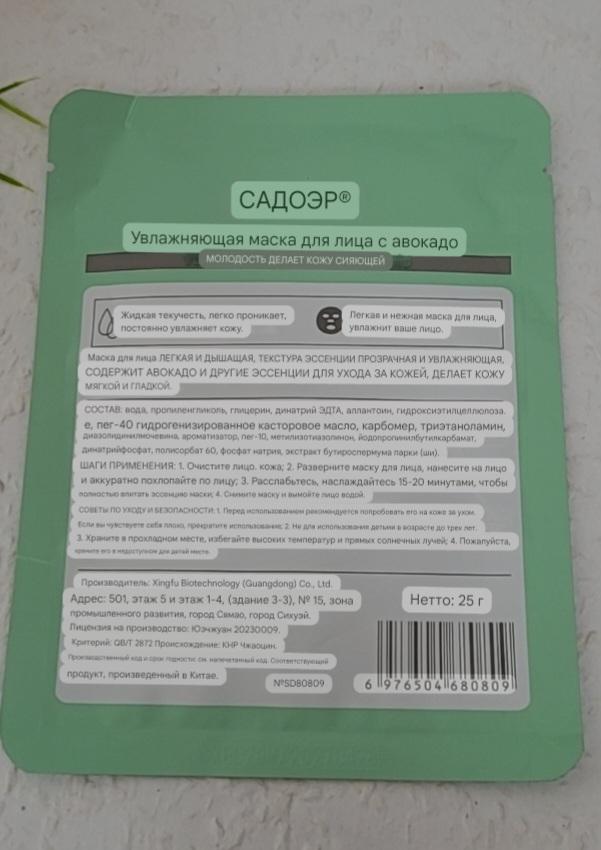 САДОЭР®
Увлажняющая маска для лица с авокадо
МОЛОДОСТЬ ДЕЛАЕТ КОЖУ СИЯЮЩЕЙ
Жидкая текучесть, легко проникает,
постоянно увлажняет кожу.
Легкая и нежная маска для лица,
увлажнит ваше лицо.
Маска для лица ЛЕГКАЯ И ДЫШАЩАЯ, ТЕКСТУРА ЭССЕНЦИИ ПРОЗРАЧНАЯ И УВЛАЖНЯЮЩАЯ,
СОДЕРЖИТ АВОКАДО И ДРУГИЕ ЭССЕНЦИИ ДЛЯ УХОДА ЗА КОЖЕЙ, ДЕЛАЕТ КОЖУ
МЯГКОЙ И ГЛАДКОЙ.
СОСТАВ: вода, пропиленгликоль, глицерин, динатрий ЭДТА, аллантоин, гидроксиэтилцеллюлоза.
е, пег-40 гидрогенизированное касторовое масло, карбомер, триэтаноламин,
диазолидинилмочевина, ароматизатор, пег-10, метилизотиазолинон, йодопропинилбутилкарбамат,
динатрийфосфат, полисорбат 60, фосфат натрия, экстракт бутироспермума парки (ши).
ШАГИ ПРИМЕНЕНИЯ: 1. Очистите лицо. кожа; 2. Разверните маску для лица, нанесите на лицо
и аккуратно похлопайте по лицу; 3. Расслабьтесь, наслаждайтесь 15-20 минутами, чтобы
полностью впитать эссенцию маски; 4. Снимите маску и вымойте лицо водой.
СОВЕТЫ ПО УХОДУ И БЕЗОПАСНОСТИ: 1. Перед использованием рекомендуется попробовать его на коже за ухом.
Если вы чувствуете себя плохо, прекратите использование; 2. Не для использования детьми в возрасте до трех лет.
3. Храните в прохладном месте, избегайте высоких температур и прямых солнечных лучей; 4. Пожалуйста,
храните его в недоступном для детей месте.
Производитель: Xingfu Biotechnology (Guangdong) Co., Ltd.
Адрес: 501, этаж 5 и этаж 1-4, (здание 3-3), № 15, зона
промышленного развития, город Свмао, город Сихуэй.
Лицензия на производство: Юэчжуан 20230009.
Критерий: QB/T 2872 Происхождение: КНР Чжаоцин.
Производственный код и срок годности: см. напечатанный код. Соответствующий
продукт, произведенный в Китае.
Нетто: 25 г
№SD80809
6 976504 680809